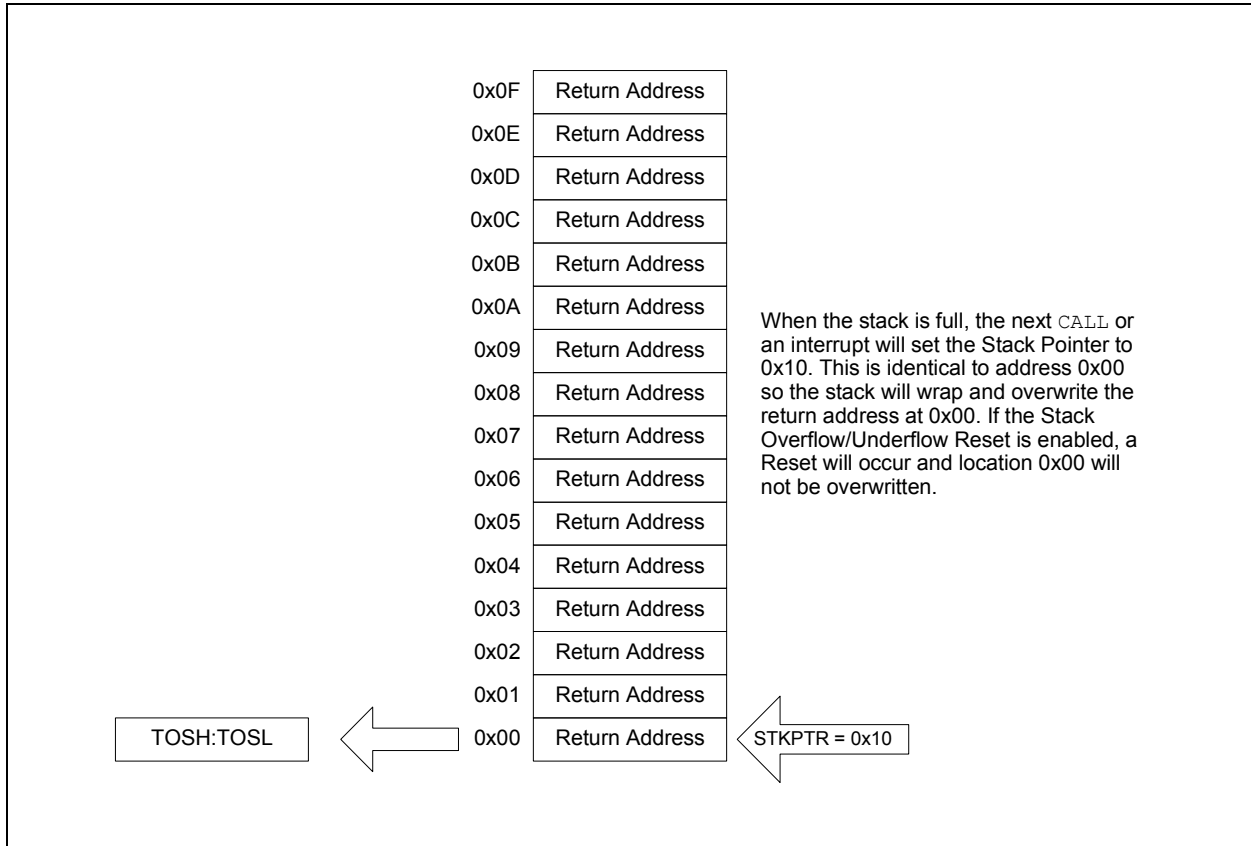 0x0F Return Address
0x0E Return Address
0x0D Return Address
0x0C Return Address
0x0B Return Address
0x0A Return Address
0x09 Return Address
0x08 Return Address
0x07 Return Address
0x06 Return Address
0x05 Return Address
0x04 Return Address
0x03 Return Address
0x02 Return Address
0x01 Return Address
TOSH:TOSL 0x00 Return Address STKPTR = 0x10
When the stack is full, the next CALL or
an interrupt will set the Stack Pointer to
0x10. This is identical to address 0x00
so the stack will wrap and overwrite the
return address at 0x00. If the Stack
Overflow/Underflow Reset is enabled, a
Reset will occur and location 0x00 will
not be overwritten.